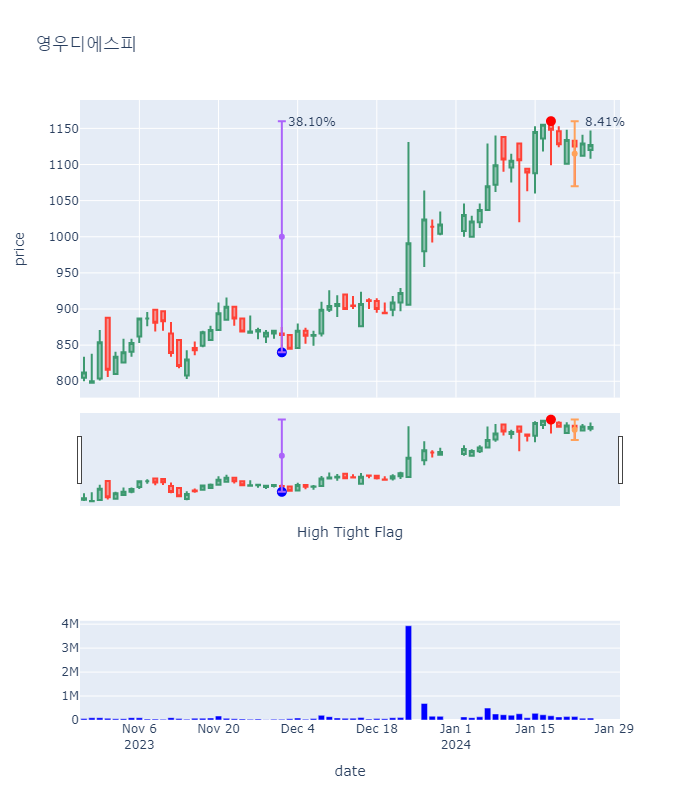 영우디에스피
38.10%
8.41%
1150
1100
1050
1000
950
900
850
800
price
High Tight Flag
4M
3M
2M
1M
0
Nov 6
2023
Nov 20
Dec 4
Dec 18
Jan 1
2024
Jan 15
Jan 29
date